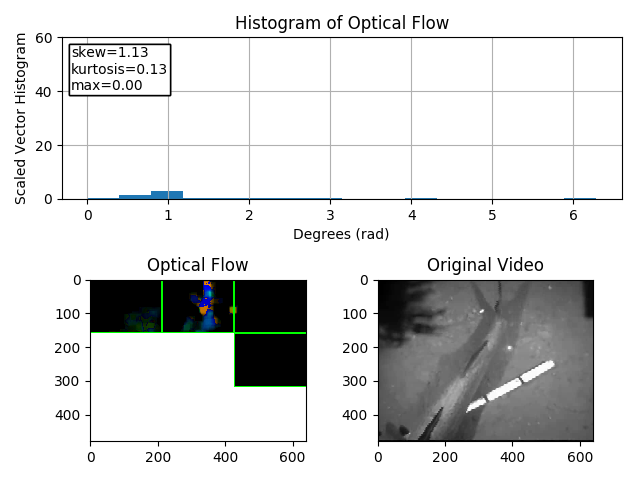 Histogram of Optical Flow
Scaled Vector Histogram
60
40
20
0
skew=1.13
kurtosis=0.13
max=0.00
0 1 2 3 4 5 6
Degrees (rad)
Optical Flow
0
100
200
300
400
0 200 400 600
Original Video
0
100
200
300
400
0 200 400 600